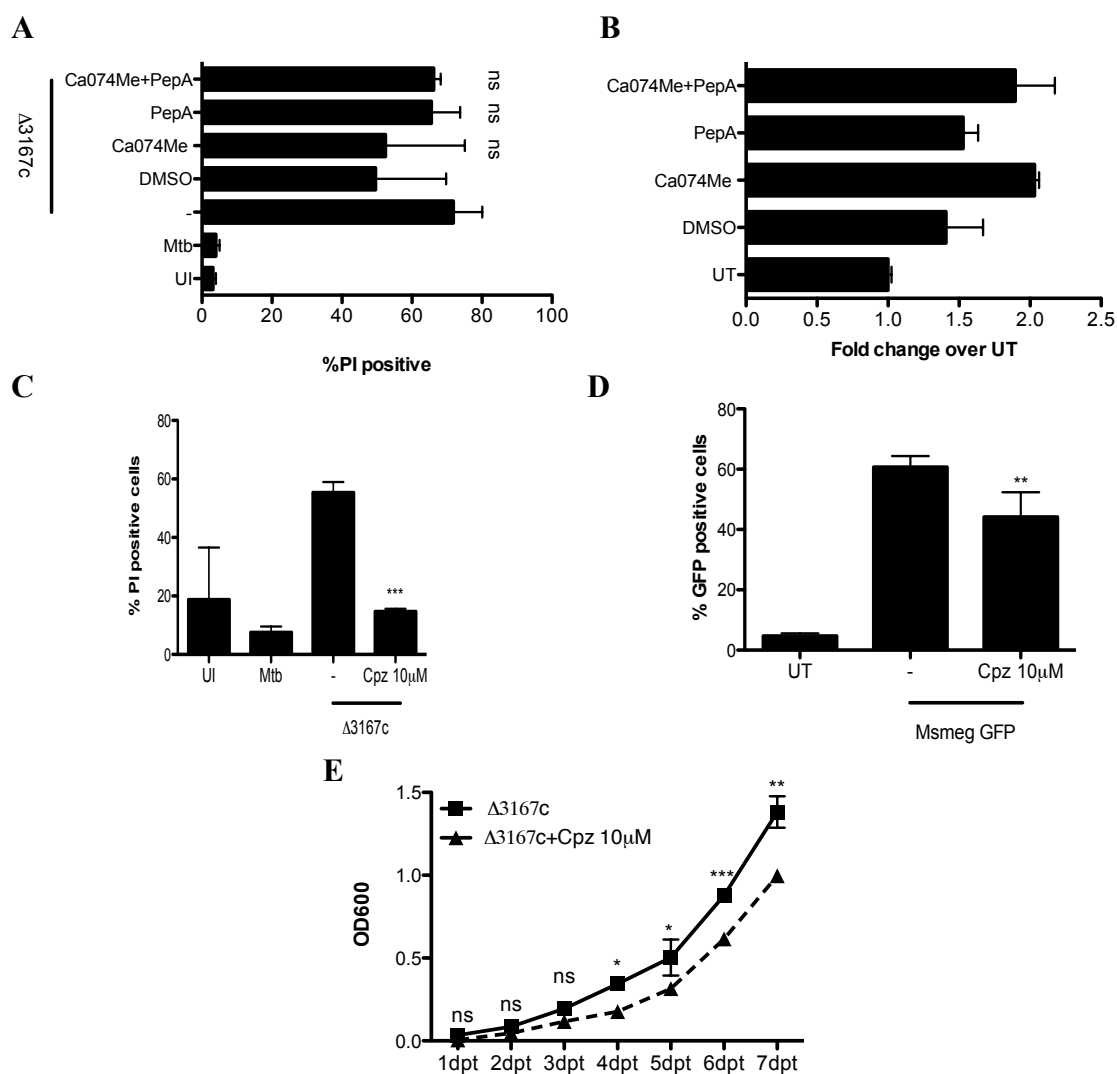 A
Δ3167c
Ca074Me+PepA
ns
PepA
ns
Ca074Me
ns
DMSO
-
Mtb
UI
0 20 40 60 80 100
%PI positive
B
Ca074Me+PepA
PepA
Ca074Me
DMSO
UT
0.0 0.5 1.0 1.5 2.0 2.5
Fold change over UT
C
% PI positive cells
80
60
40
20
0
***
UI Mtb - Cpz 10μM
Δ3167c
D
% GFP positive cells
80
60
40
20
0
**
UT - Cpz 10μM
Msmeg GFP
E
OD600
1.5
1.0
0.5
0.0
Δ3167c
Δ3167c+Cpz 10μM
ns ns ns * * *** **
1dpt 2dpt 3dpt 4dpt 5dpt 6dpt 7dpt